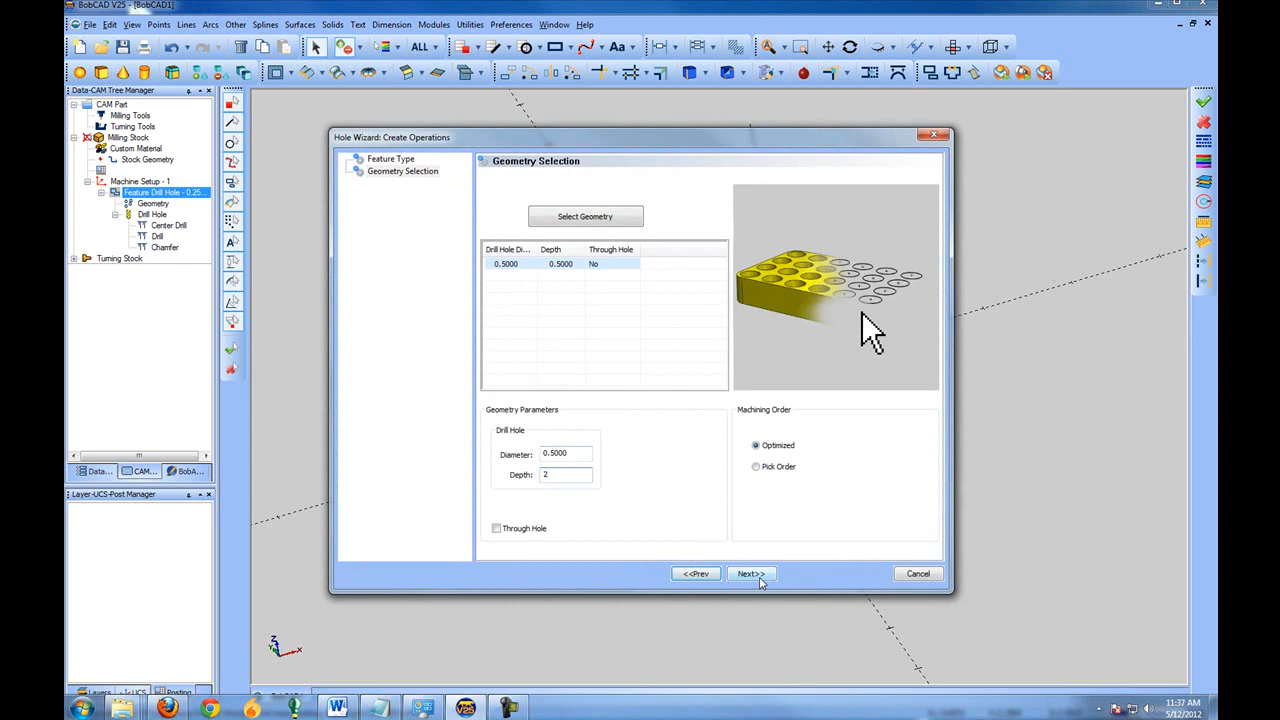 BobCAD V25 - [BobCAD1]
File Edit View Points Lines Arcs Other Splines Surfaces Solids Text Dimension Modules Utilities Preferences Window Help
ALL
Aa
Data-CAM Tree Manager
CAM Part
Milling Tools
Turning Tools
Milling Stock
Custom Material
Stock Geometry
Machine Setup - 1
Feature Drill Hole - 0.25...
Geometry
Drill Hole
Center Drill
Drill
Chamfer
Turning Stock
Data... CAM... BobA...
Layer-UCS-Post Manager
Layers UCS Posting
Hole Wizard: Create Operations
Feature Type
Geometry Selection
Geometry Selection
Select Geometry
Drill Hole Di... Depth Through Hole
0.5000 0.5000 No
Geometry Parameters
Drill Hole
Diameter: 0.5000
Depth: 2
Through Hole
Machining Order
Optimized
Pick Order
<<Prev Next>> Cancel
Z
Y X
V25
11:37 AM
5/12/2012